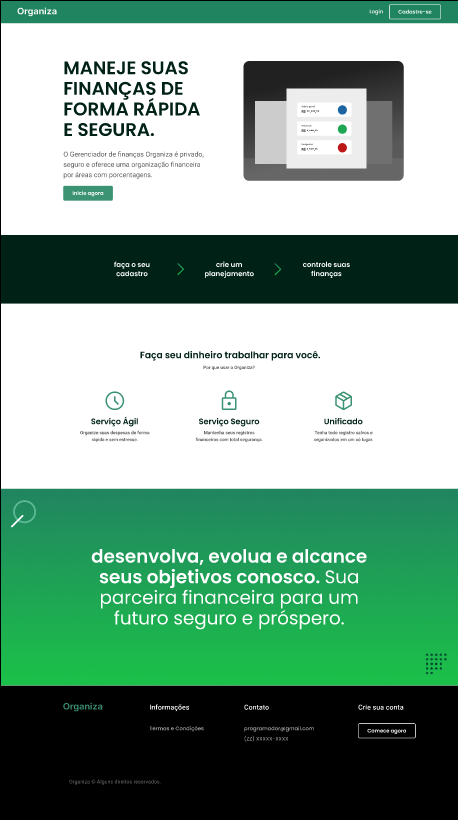 Organiza
Login
Cadastre-se
MANEJE SUAS
FINANÇAS DE
FORMA RÁPIDA
E SEGURA.
O Gerenciador de finanças Organiza é privado,
seguro e oferece uma organização financeira
por áreas com porcentagens.
Inicie agora
faça o seu
cadastro
crie um
planejamento
controle suas
finanças
Faça seu dinheiro trabalhar para você.
Por que usar o Organiza?
Serviço Ágil
Organize suas despesas de forma
rápida e sem estresse.
Serviço Seguro
Mantenha seus registros
financeiros com total segurança.
Unificado
Tenha todo registro salvos e
organizados em um só lugar.
desenvolva, evolua e alcance
seus objetivos conosco. Sua
parceira financeira para um
futuro seguro e próspero.
Organiza
Informações
Termos e Condições
Contato
programador@gmail.com
(ZZ) XXXXX-XXXX
Crie sua conta
Comece agora
Organiza © Alguns direitos reservados.